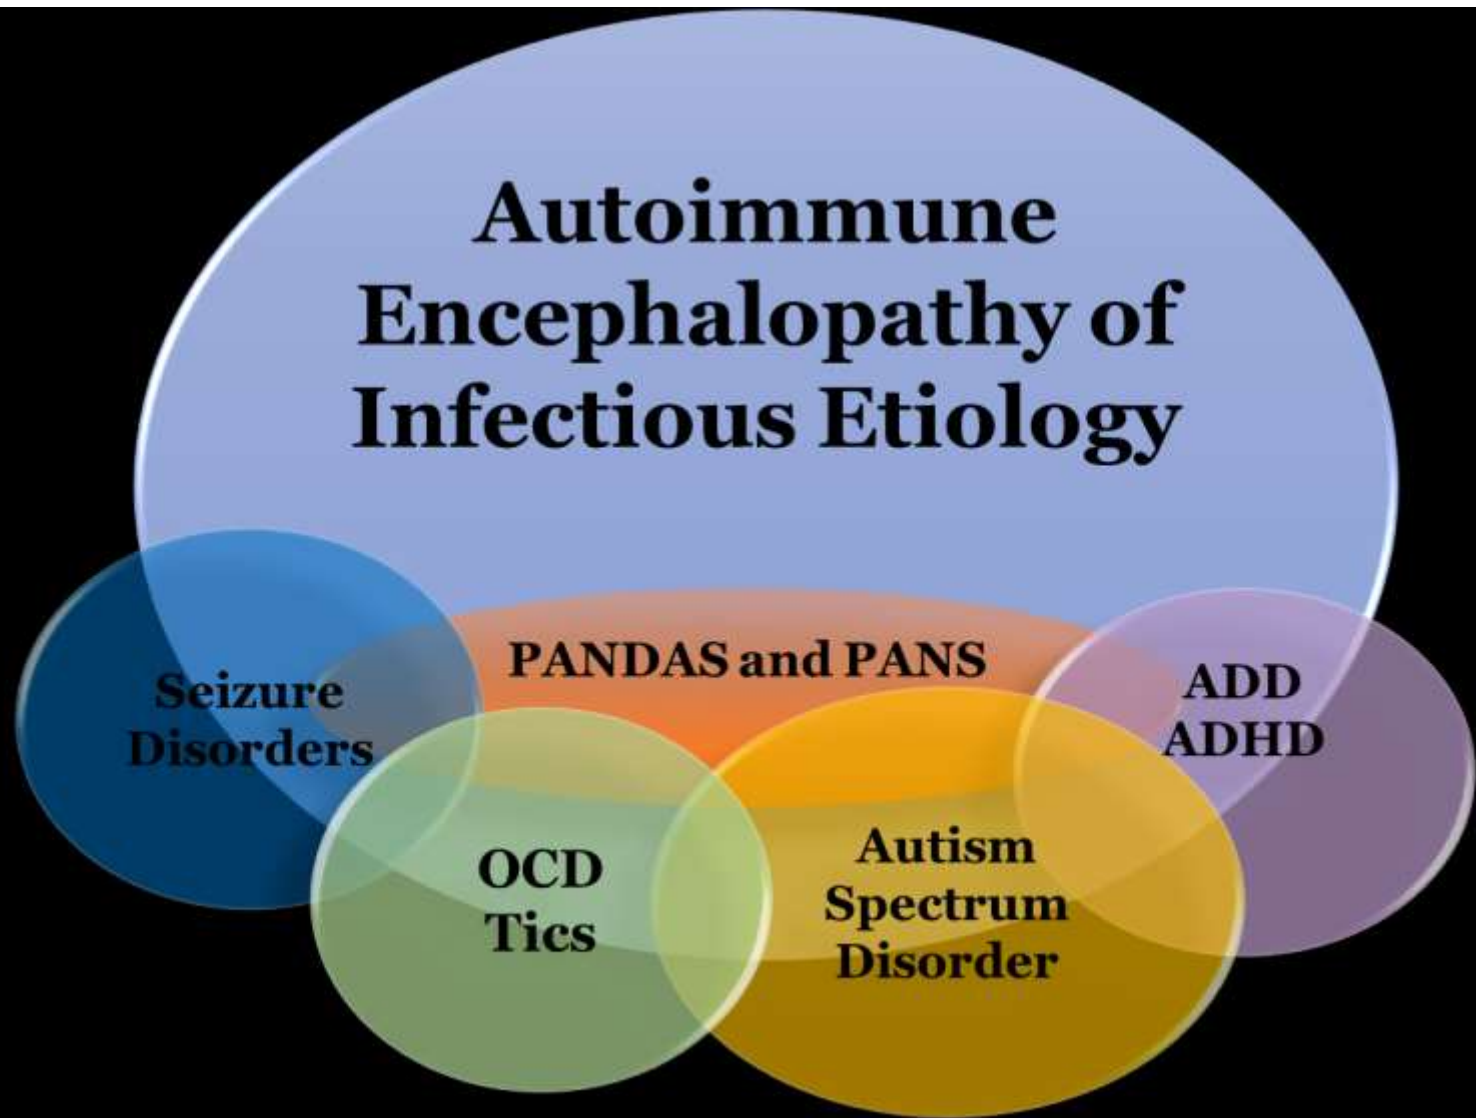 Autoimmune
Encephalopathy of
Infectious Etiology
PANDAS and PANS
Seizure
Disorders
ADD
ADHD
OCD
Tics
Autism
Spectrum
Disorder